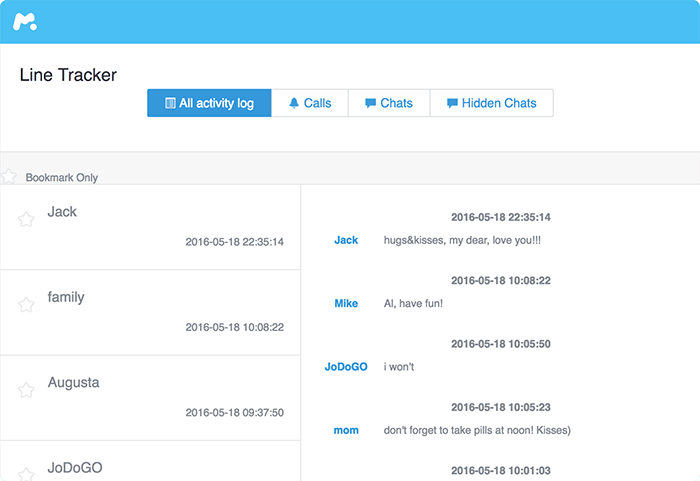 Line Tracker
All activity log
Calls
Chats
Hidden Chats
Bookmark Only
Jack
2016-05-18 22:35:14
family
2016-05-18 10:08:22
Augusta
2016-05-18 09:37:50
JoDoGO
2016-05-18 22:35:14
Jack hugs&kisses, my dear, love you!!!
2016-05-18 10:08:22
Mike Al, have fun!
2016-05-18 10:05:50
JoDoGO i won't
2016-05-18 10:05:23
mom don't forget to take pills at noon! Kisses)
2016-05-18 10:01:03